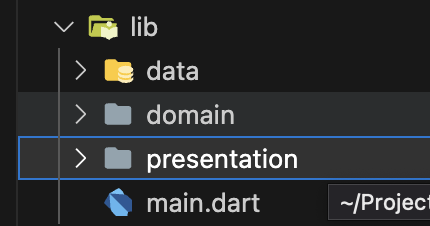 lib
data
domain
presentation
main.dart
~/Project